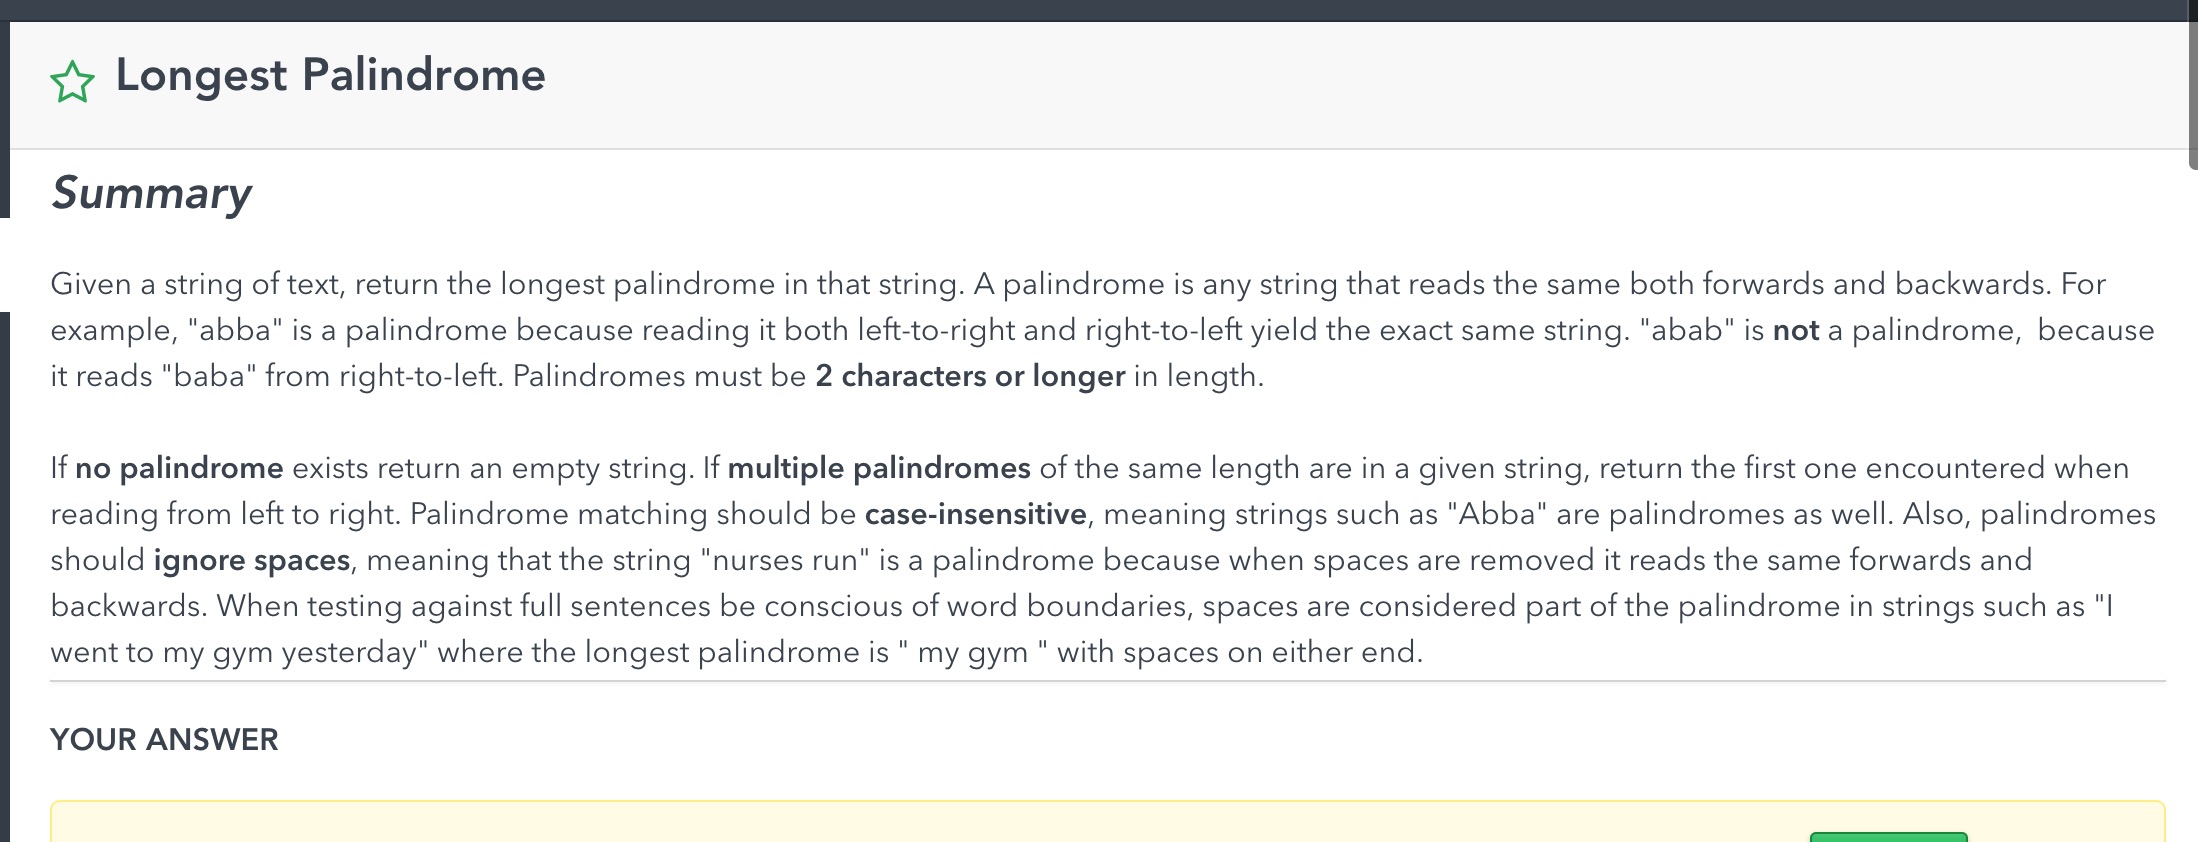 Longest Palindrome
Summary
Given a string of text, return the longest palindrome in that string. A palindrome is any string that reads the same both forwards and backwards. For
example, "abba" is a palindrome because reading it both left-to-right and right-to-left yield the exact same string. "abab" is not a palindrome,  because
it reads "baba" from right-to-left. Palindromes must be 2 characters or longer in length.
If no palindrome exists return an empty string. If multiple palindromes of the same length are in a given string, return the first one encountered when
reading from left to right. Palindrome matching should be case-insensitive, meaning strings such as "Abba" are palindromes as well. Also, palindromes
should ignore spaces, meaning that the string "nurses run" is a palindrome because when spaces are removed it reads the same forwards and
backwards. When testing against full sentences be conscious of word boundaries, spaces are considered part of the palindrome in strings such as "I
went to my gym yesterday" where the longest palindrome is " my gym " with spaces on either end.
YOUR ANSWER